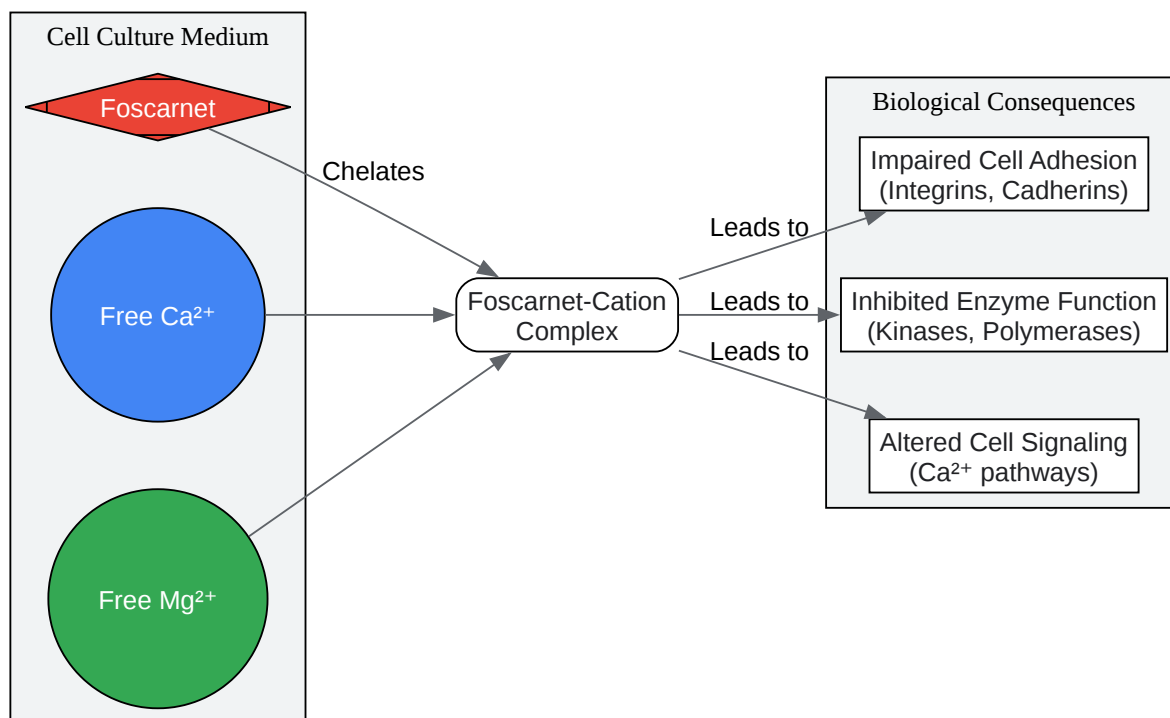 Cell Culture Medium
Foscarnet
Chelates
Free Ca²⁺
Free Mg²⁺
Foscarnet-Cation
Complex
Leads to
Leads to
Leads to
Biological Consequences
Impaired Cell Adhesion
(Integrins, Cadherins)
Inhibited Enzyme Function
(Kinases, Polymerases)
Altered Cell Signaling
(Ca²⁺ pathways)